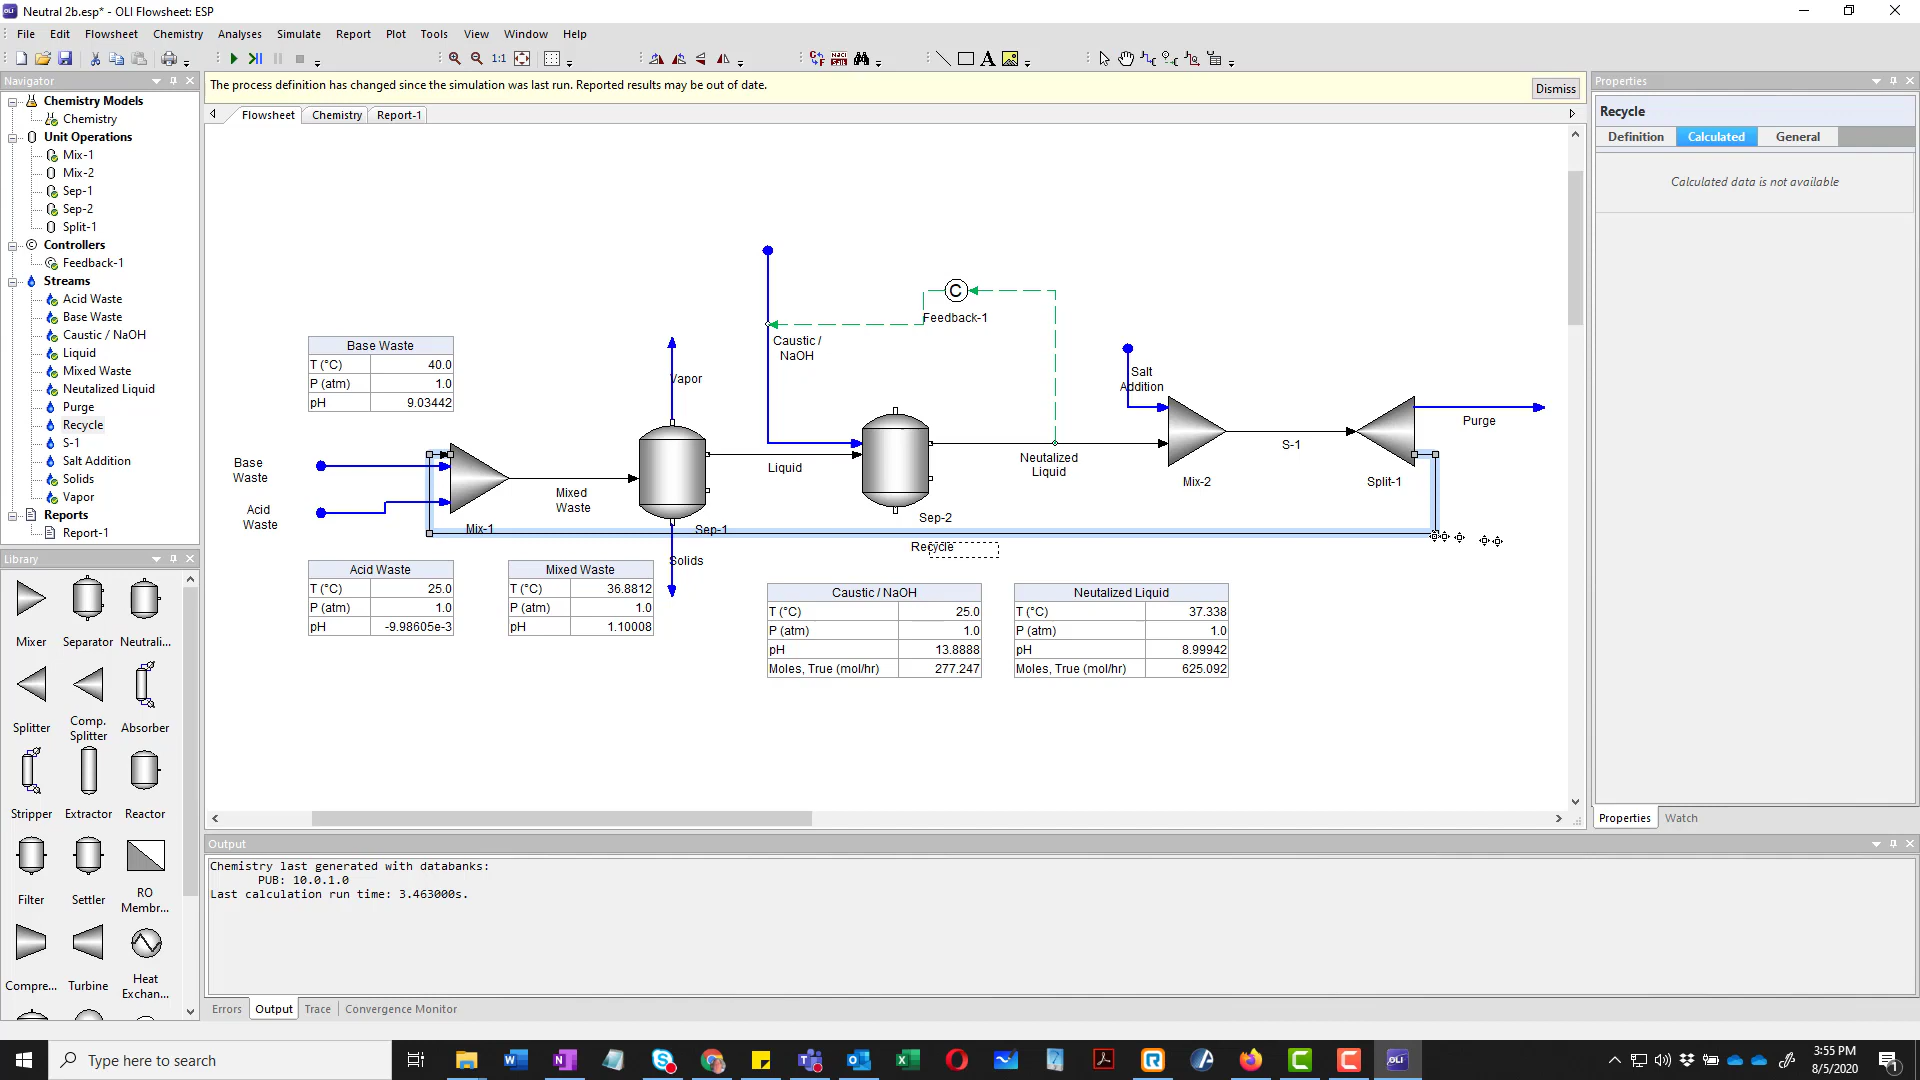 Neutral 2b.esp* - OLI Flowsheet: ESP
File Edit Flowsheet Chemistry Analyses Simulate Report Plot Tools View Window Help
1:1
Navigator
Chemistry Models
Chemistry
Unit Operations
Mix-1
Mix-2
Sep-1
Sep-2
Split-1
Controllers
Feedback-1
Streams
Acid Waste
Base Waste
Caustic / NaOH
Liquid
Mixed Waste
Neutalized Liquid
Purge
Recycle
S-1
Salt Addition
Solids
Vapor
Reports
Report-1
Library
Mixer Separator Neutrali...
Splitter Comp. Splitter Absorber
Stripper Extractor Reactor
Filter Settler RO Membr...
Compre... Turbine Heat Exchan...
The process definition has changed since the simulation was last run. Reported results may be out of date.
Dismiss
Flowsheet Chemistry Report-1
C
Feedback-1
Caustic /
NaOH
Base Waste
T (°C) 40.0
P (atm) 1.0
pH 9.03442
Vapor
Salt
Addition
Purge
Base
Waste
Acid
Waste
Mixed
Waste
Liquid
Neutalized
Liquid
S-1
Mix-1
Sep-1
Sep-2
Mix-2
Split-1
Recycle
Solids
Acid Waste
T (°C) 25.0
P (atm) 1.0
pH -9.98605e-3
Mixed Waste
T (°C) 36.8812
P (atm) 1.0
pH 1.10008
Caustic / NaOH
T (°C) 25.0
P (atm) 1.0
pH 13.8888
Moles, True (mol/hr) 277.247
Neutalized Liquid
T (°C) 37.338
P (atm) 1.0
pH 8.99942
Moles, True (mol/hr) 625.092
Properties
Recycle
Definition Calculated General
Calculated data is not available
Properties Watch
Output
Chemistry last generated with databanks:
PUB: 10.0.1.0
Last calculation run time: 3.463000s.
Errors Output Trace Convergence Monitor
Type here to search
3:55 PM
8/5/2020